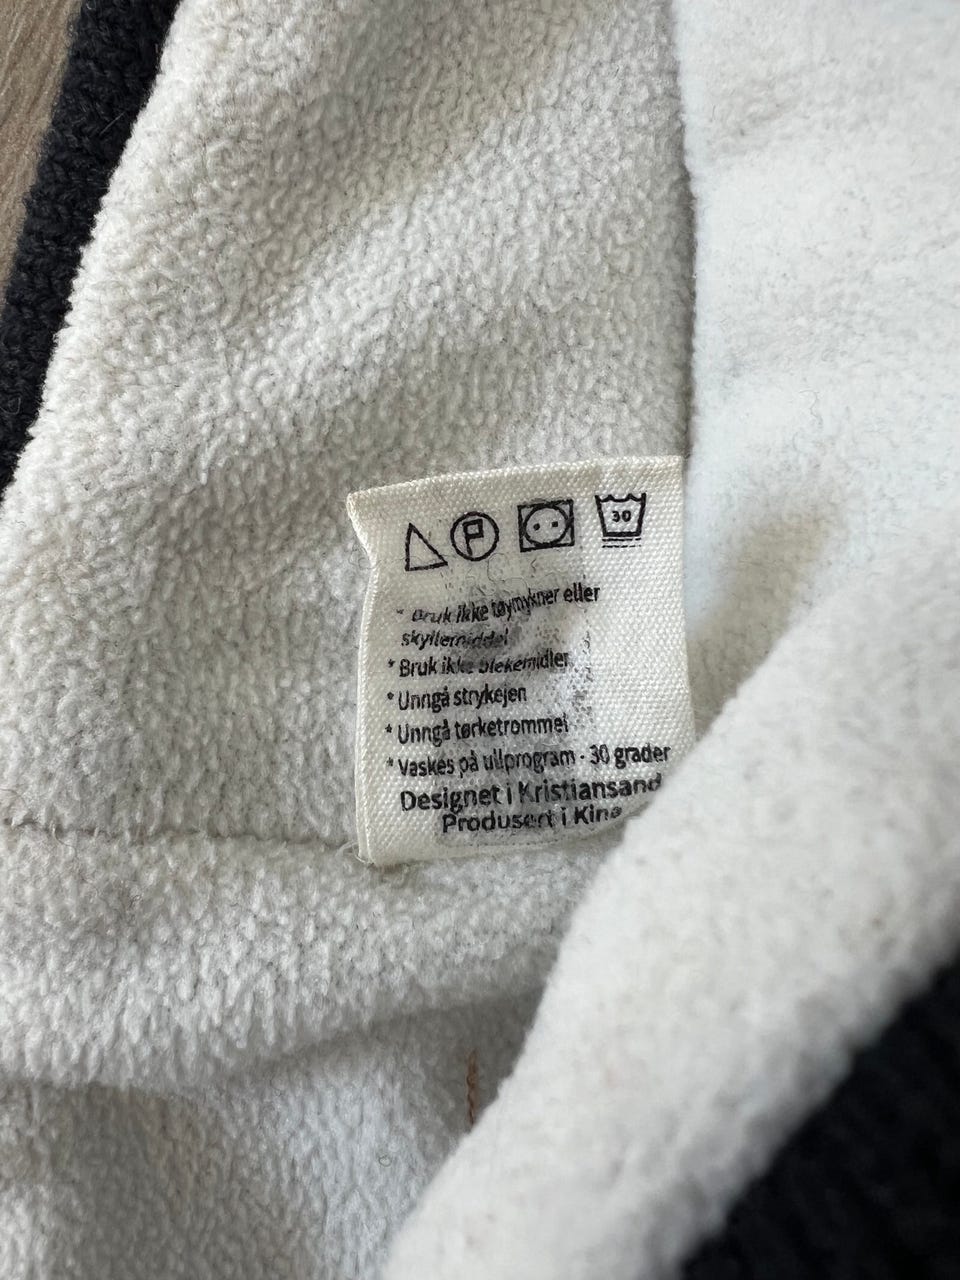 P
30
* Bruk ikke tøymykner eller
skyllemiddel
* Bruk ikke blekemidler
* Unngå strykejen
* Unngå tørketrommel
* Vaskes på ullprogram - 30 grader
Designet i Kristiansand
Produsert i Kina